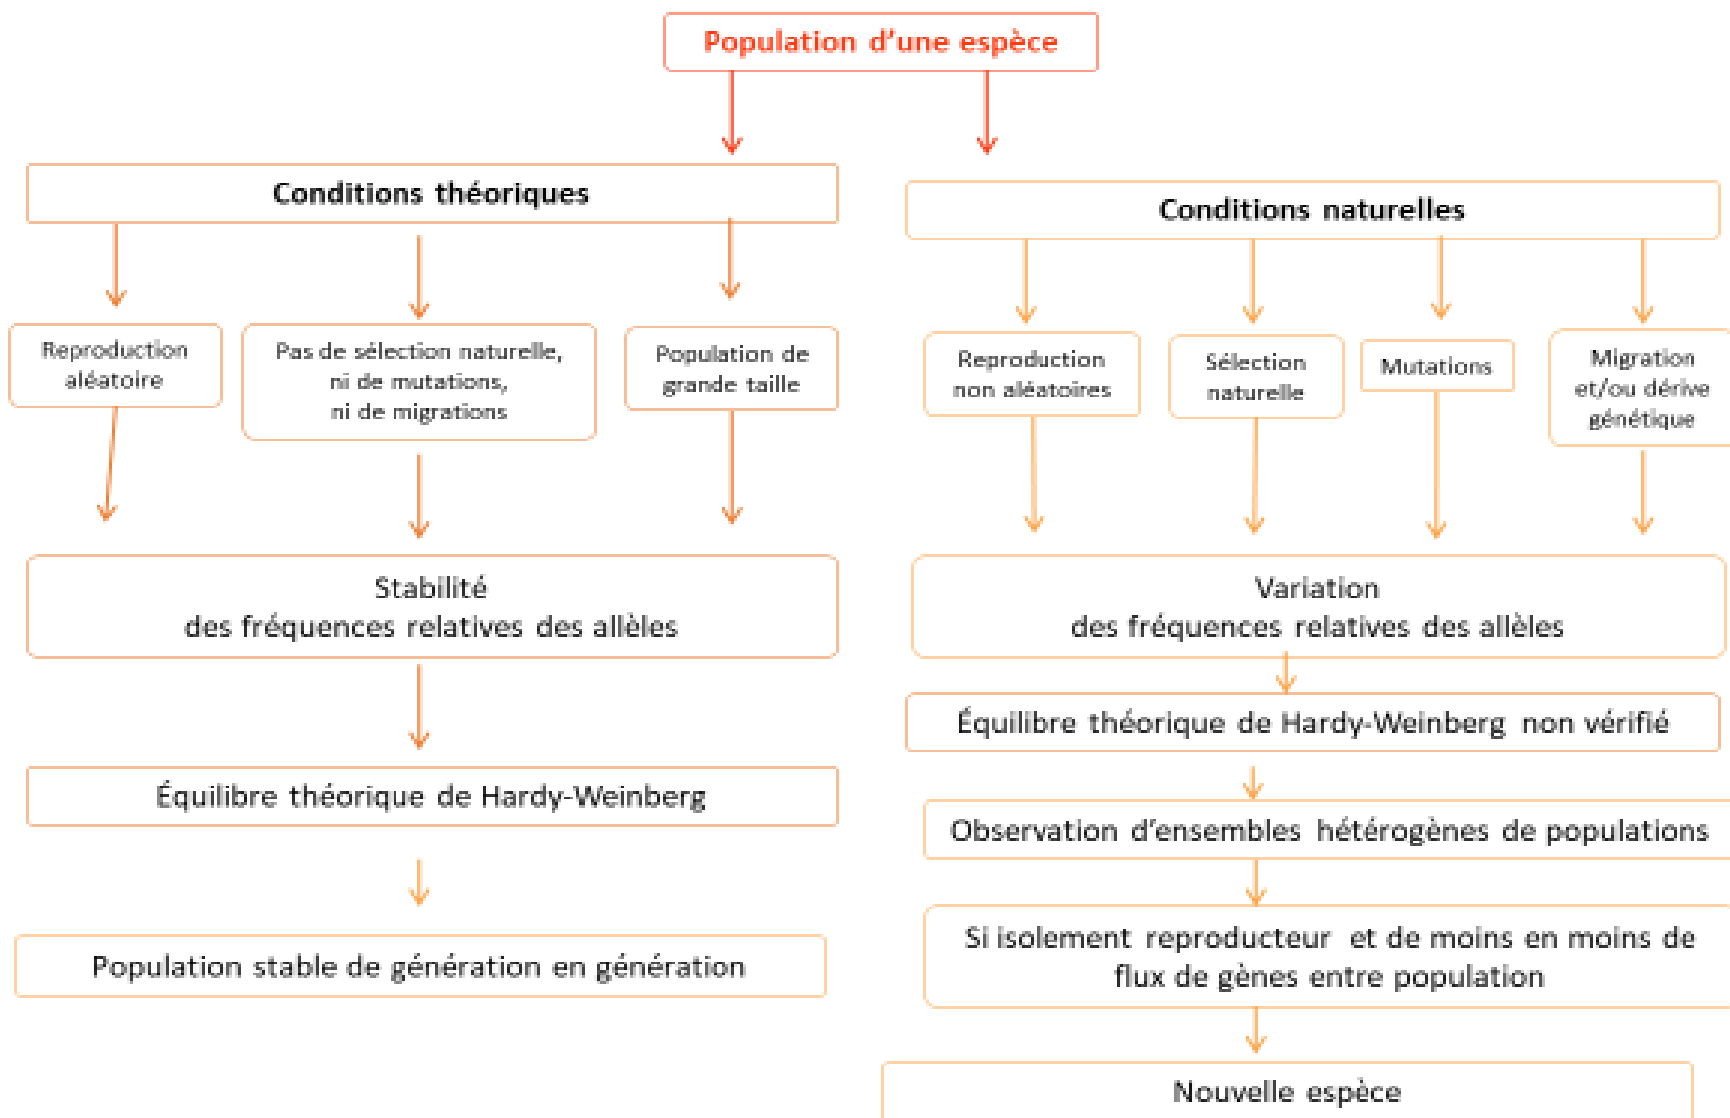 Population d'une espèce
Conditions théoriques
Conditions naturelles
Reproduction
aléatoire
Pas de sélection naturelle,
ni de mutations,
ni de migrations
Population de
grande taille
Reproduction
non aléatoires
Sélection
naturelle
Mutations
Migration
et/ou dérive
génétique
Stabilité
des fréquences relatives des allèles
Variation
des fréquences relatives des allèles
Équilibre théorique de Hardy-Weinberg
Équilibre théorique de Hardy-Weinberg non vérifié
Observation d'ensembles hétérogènes de populations
Population stable de génération en génération
Si isolement reproducteur et de moins en moins de
flux de gènes entre population
Nouvelle espèce